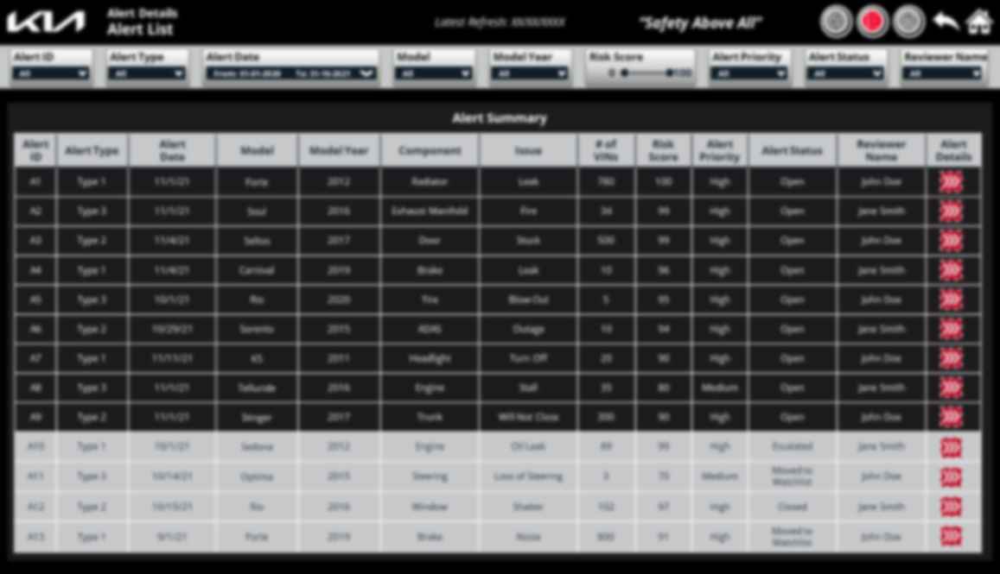 KIA
Alert Details
Alert List
Latest Refresh: XX/XX/XXXX
"Safety Above All"
Alert ID
All
Alert Type
All
Alert Date
From: 01-01-2020 To: 31-10-2021
Model
All
Model Year
All
Risk Score
0 100
Alert Priority
All
Alert Status
All
Reviewer Name
All
Alert Summary
Alert ID Alert Type Alert Date Model Model Year Component Issue # of VINs Risk Score Alert Priority Alert Status Reviewer Name Alert Details
A1 Type 1 11/1/21 Forte 2012 Radiator Leak 780 100 High Open John Doe
A2 Type 3 11/1/21 Soul 2016 Exhaust Manifold Fire 34 99 High Open Jane Smith
A3 Type 2 11/4/21 Seltos 2017 Door Stuck 500 99 High Open John Doe
A4 Type 1 11/4/21 Carnival 2019 Brake Leak 10 96 High Open Jane Smith
A5 Type 3 10/1/21 Rio 2020 Tire Blow Out 5 95 High Open John Doe
A6 Type 2 10/29/21 Sorento 2015 ADAS Outage 10 94 High Open Jane Smith
A7 Type 1 11/11/21 K5 2011 Headlight Turn Off 20 90 High Open John Doe
A8 Type 3 11/1/21 Telluride 2016 Engine Stall 35 80 Medium Open Jane Smith
A9 Type 2 11/1/21 Stinger 2017 Trunk Will Not Close 300 90 High Open John Doe
A10 Type 1 10/1/21 Sedona 2012 Engine Oil Leak 89 99 High Escalated Jane Smith
A11 Type 3 10/14/21 Optima 2015 Steering Loss of Steering 3 70 Medium Moved to Watchlist John Doe
A12 Type 2 10/15/21 Rio 2016 Window Shatter 102 97 High Closed Jane Smith
A13 Type 1 9/1/21 Forte 2019 Brake Noise 800 91 High Moved to Watchlist John Doe